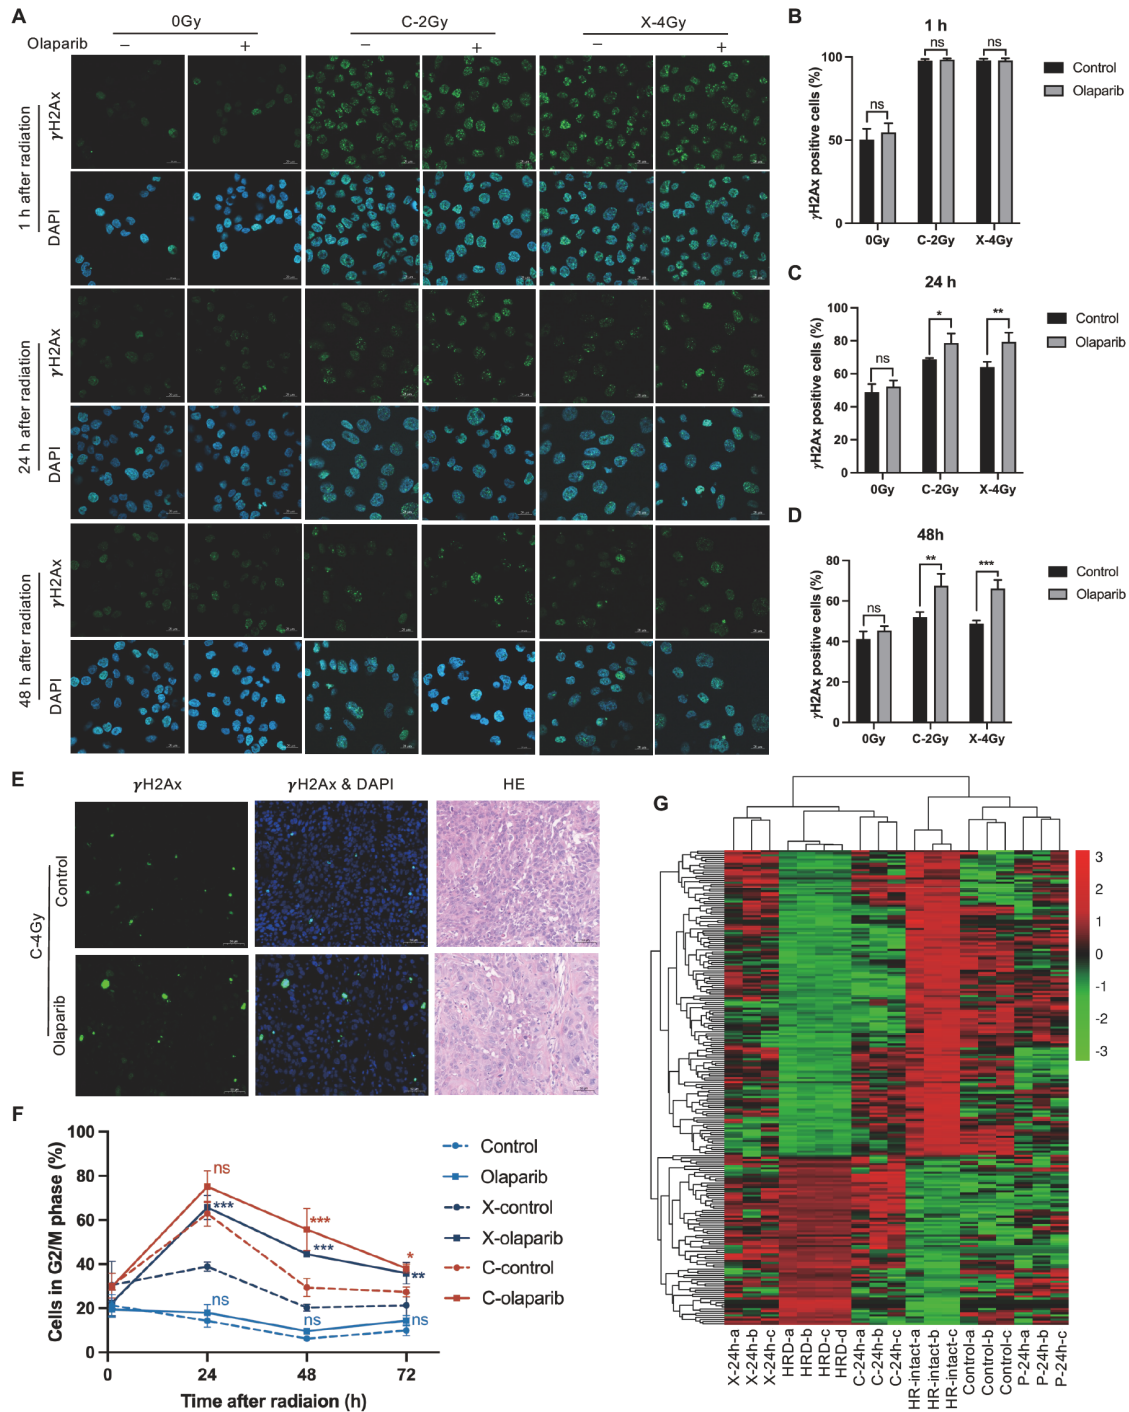 A
0Gy
C-2Gy
X-4Gy
Olaparib − + − + − +
1 h after radiation
γH2Ax
DAPI
24 h after radiation
γH2Ax
DAPI
48 h after radiation
γH2Ax
DAPI
B
1 h
γH2Ax positive cells (%)
100
50
0
ns
ns
ns
0Gy C-2Gy X-4Gy
Control
Olaparib
C
24 h
γH2Ax positive cells (%)
100
80
60
40
20
0
ns
*
**
0Gy C-2Gy X-4Gy
Control
Olaparib
D
48h
γH2Ax positive cells (%)
80
60
40
20
0
ns
**
***
0Gy C-2Gy X-4Gy
Control
Olaparib
E
γH2Ax
γH2Ax & DAPI
HE
C-4Gy
Control
Olaparib
F
Cells in G2/M phase (%)
100
80
60
40
20
0
ns
***
ns
***
***
ns
*
**
ns
0 24 48 72
Time after radiaion (h)
Control
Olaparib
X-control
X-olaparib
C-control
C-olaparib
G
3
2
1
0
-1
-2
-3
X-24h-a
X-24h-b
X-24h-c
HRD-a
HRD-b
HRD-c
HRD-d
C-24h-a
C-24h-b
C-24h-c
HR-intact-a
HR-intact-b
HR-intact-c
Control-a
Control-b
Control-c
P-24h-a
P-24h-b
P-24h-c